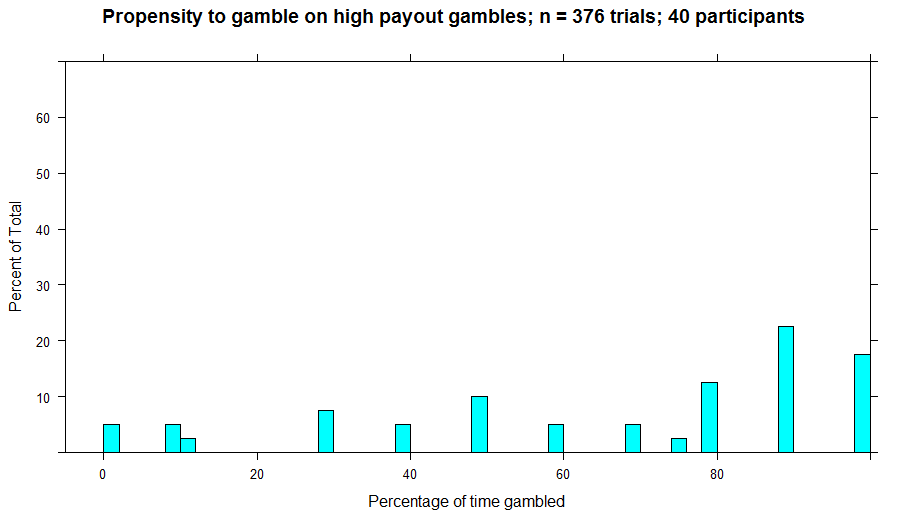 Propensity to gamble on high payout gambles; n = 376 trials; 40 participants
60
50
40
30
20
10
Percent of Total
0 20 40 60 80
Percentage of time gambled